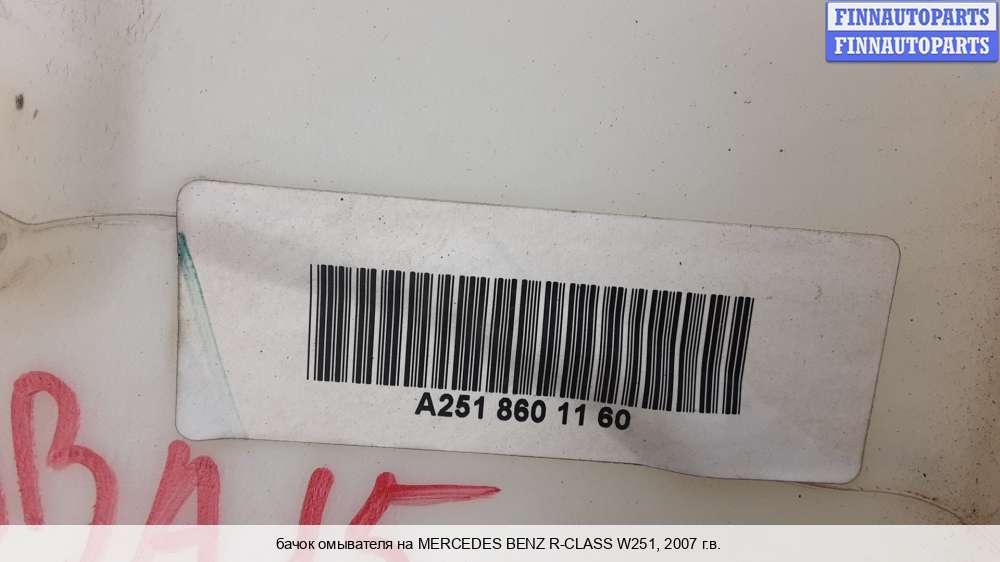 FINNAUTOPARTS
FINNAUTOPARTS
A251 860 11 60
бачок омывателя на MERCEDES BENZ R-CLASS W251, 2007 г.в.